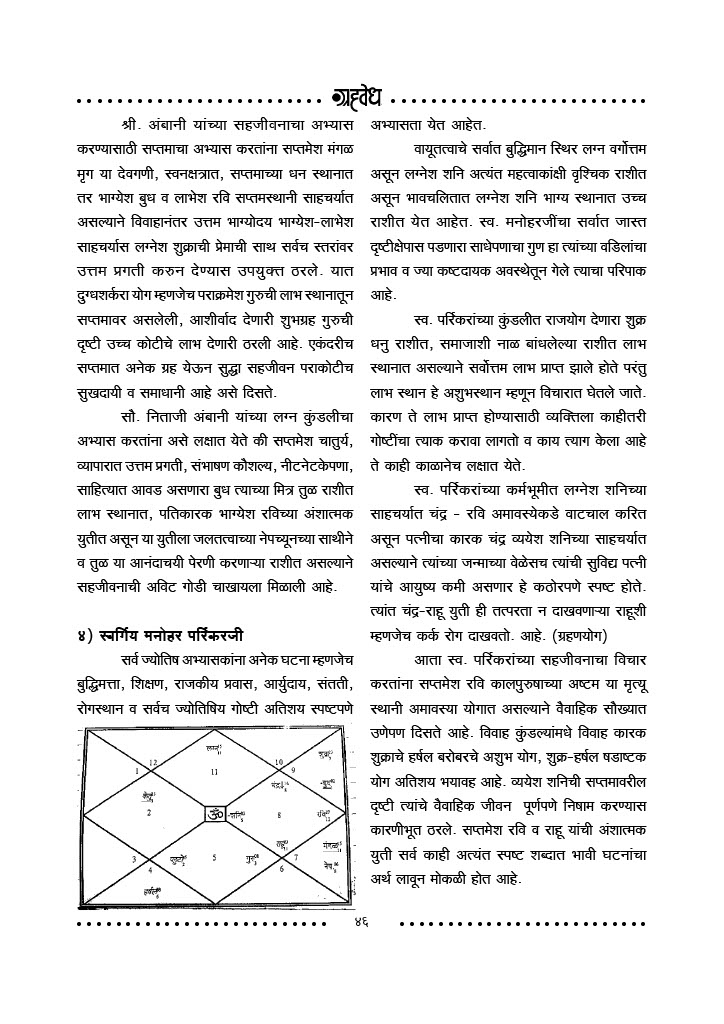 ग्रहवेध
श्री. अंबानी यांच्या सहजीवनाचा अभ्यास
करण्यासाठी सप्तमाचा अभ्यास करतांना सप्तमेश मंगळ
मृग या देवगणी, स्वनक्षत्रात, सप्तमाच्या धन स्थानात
तर भाग्येश बुध व लाभेश रवि सप्तमस्थानी साहचर्यात
असल्याने विवाहानंतर उत्तम भाग्योदय भाग्येश-लाभेश
साहचर्यास लग्नेश शुक्राची प्रेमाची साथ सर्वच स्तरांवर
उत्तम प्रगती करुन देण्यास उपयुक्त ठरले. यात
दुग्धशर्करा योग म्हणजेच पराक्रमेश गुरुची लाभ स्थानातून
सप्तमावर असलेली, आशीर्वाद देणारी शुभग्रह गुरुची
दृष्टी उच्च कोटीचे लाभ देणारी ठरली आहे. एकंदरीच
सप्तमात अनेक ग्रह येऊन सुद्धा सहजीवन पराकोटीच
सुखदायी व समाधानी आहे असे दिसते.
सौ. निताजी अंबानी यांच्या लग्न कुंडलीचा
अभ्यास करतांना असे लक्षात येते की सप्तमेश चातुर्य,
व्यापारात उत्तम प्रगती, संभाषण कौशल्य, नीटनेटकेपणा,
साहित्यात आवड असणारा बुध त्याच्या मित्र तुळ राशीत
लाभ स्थानात, पतिकारक भाग्येश रविच्या अंशात्मक
युतीत असून या युतीला जलतत्वाच्या नेपच्यूनच्या साथीने
व तुळ या आनंदाचयी पेरणी करणाऱ्या राशीत असल्याने
सहजीवनाची अविट गोडी चाखायला मिळाली आहे.
४) स्वर्गिय मनोहर पर्रिकरजी
सर्व ज्योतिष अभ्यासकांना अनेक घटना म्हणजेच
बुद्धिमत्ता, शिक्षण, राजकीय प्रवास, आर्युदाय, संतती,
रोगस्थान व सर्वच ज्योतिषिय गोष्टी अतिशय स्पष्टपणे
लग्न
शुक्र
12
1
11
10
9
चंद्र
बुध
केतु
2
ॐ
शनि
8
रवि
राहू
मंगळ
3
4
प्लुटो
5
गुरु
6
7
नेप
हर्षल
अभ्यासता येत आहेत.
वायूतत्वाचे सर्वात बुद्धिमान स्थिर लग्न वर्गोत्तम
असून लग्नेश शनि अत्यंत महत्वाकांक्षी वृश्चिक राशीत
असून भावचलितात लग्नेश शनि भाग्य स्थानात उच्च
राशीत येत आहेत. स्व. मनोहरजींचा सर्वात जास्त
दृष्टीक्षेपास पडणारा साधेपणाचा गुण हा त्यांच्या वडिलांचा
प्रभाव व ज्या कष्टदायक अवस्थेतून गेले त्याचा परिपाक
आहे.
स्व. पर्रिकरांच्या कुंडलीत राजयोग देणारा शुक्र
धनु राशीत, समाजाशी नाळ बांधलेल्या राशीत लाभ
स्थानात असल्याने सर्वोत्तम लाभ प्राप्त झाले होते परंतु
लाभ स्थान हे अशुभस्थान म्हणून विचारात घेतले जाते.
कारण ते लाभ प्राप्त होण्यासाठी व्यक्तिला काहीतरी
गोष्टींचा त्याक करावा लागतो व काय त्याग केला आहे
ते काही काळानेच लक्षात येते.
स्व. पर्रिकरांच्या कर्मभूमीत लग्नेश शनिच्या
साहचर्यात चंद्र - रवि अमावस्येकडे वाटचाल करित
असून पत्नीचा कारक चंद्र व्ययेश शनिच्या साहचर्यात
असल्याने त्यांच्या जन्माच्या वेळेसच त्यांची सुविद्य पत्नी
यांचे आयुष्य कमी असणार हे कठोरपणे स्पष्ट होते.
त्यांत चंद्र-राहू युती ही तत्परता न दाखवणाऱ्या राहूशी
म्हणजेच कर्क रोग दाखवतो. आहे. (ग्रहणयोग)
आता स्व. पर्रिकरांच्या सहजीवनाचा विचार
करतांना सप्तमेश रवि कालपुरुषाच्या अष्टम या मृत्यू
स्थानी अमावस्या योगात असल्याने वैवाहिक सौख्यात
उणेपण दिसते आहे. विवाह कुंडल्यांमधे विवाह कारक
शुक्राचे हर्षल बरोबरचे अशुभ योग, शुक्र-हर्षल षडाष्टक
योग अतिशय भयावह आहे. व्ययेश शनिची सप्तमावरील
दृष्टी त्यांचे वैवाहिक जीवन पूर्णपणे निषाम करण्यास
कारणीभूत ठरले. सप्तमेश रवि व राहू यांची अंशात्मक
युती सर्व काही अत्यंत स्पष्ट शब्दात भावी घटनांचा
अर्थ लावून मोकळी होत आहे.
४६